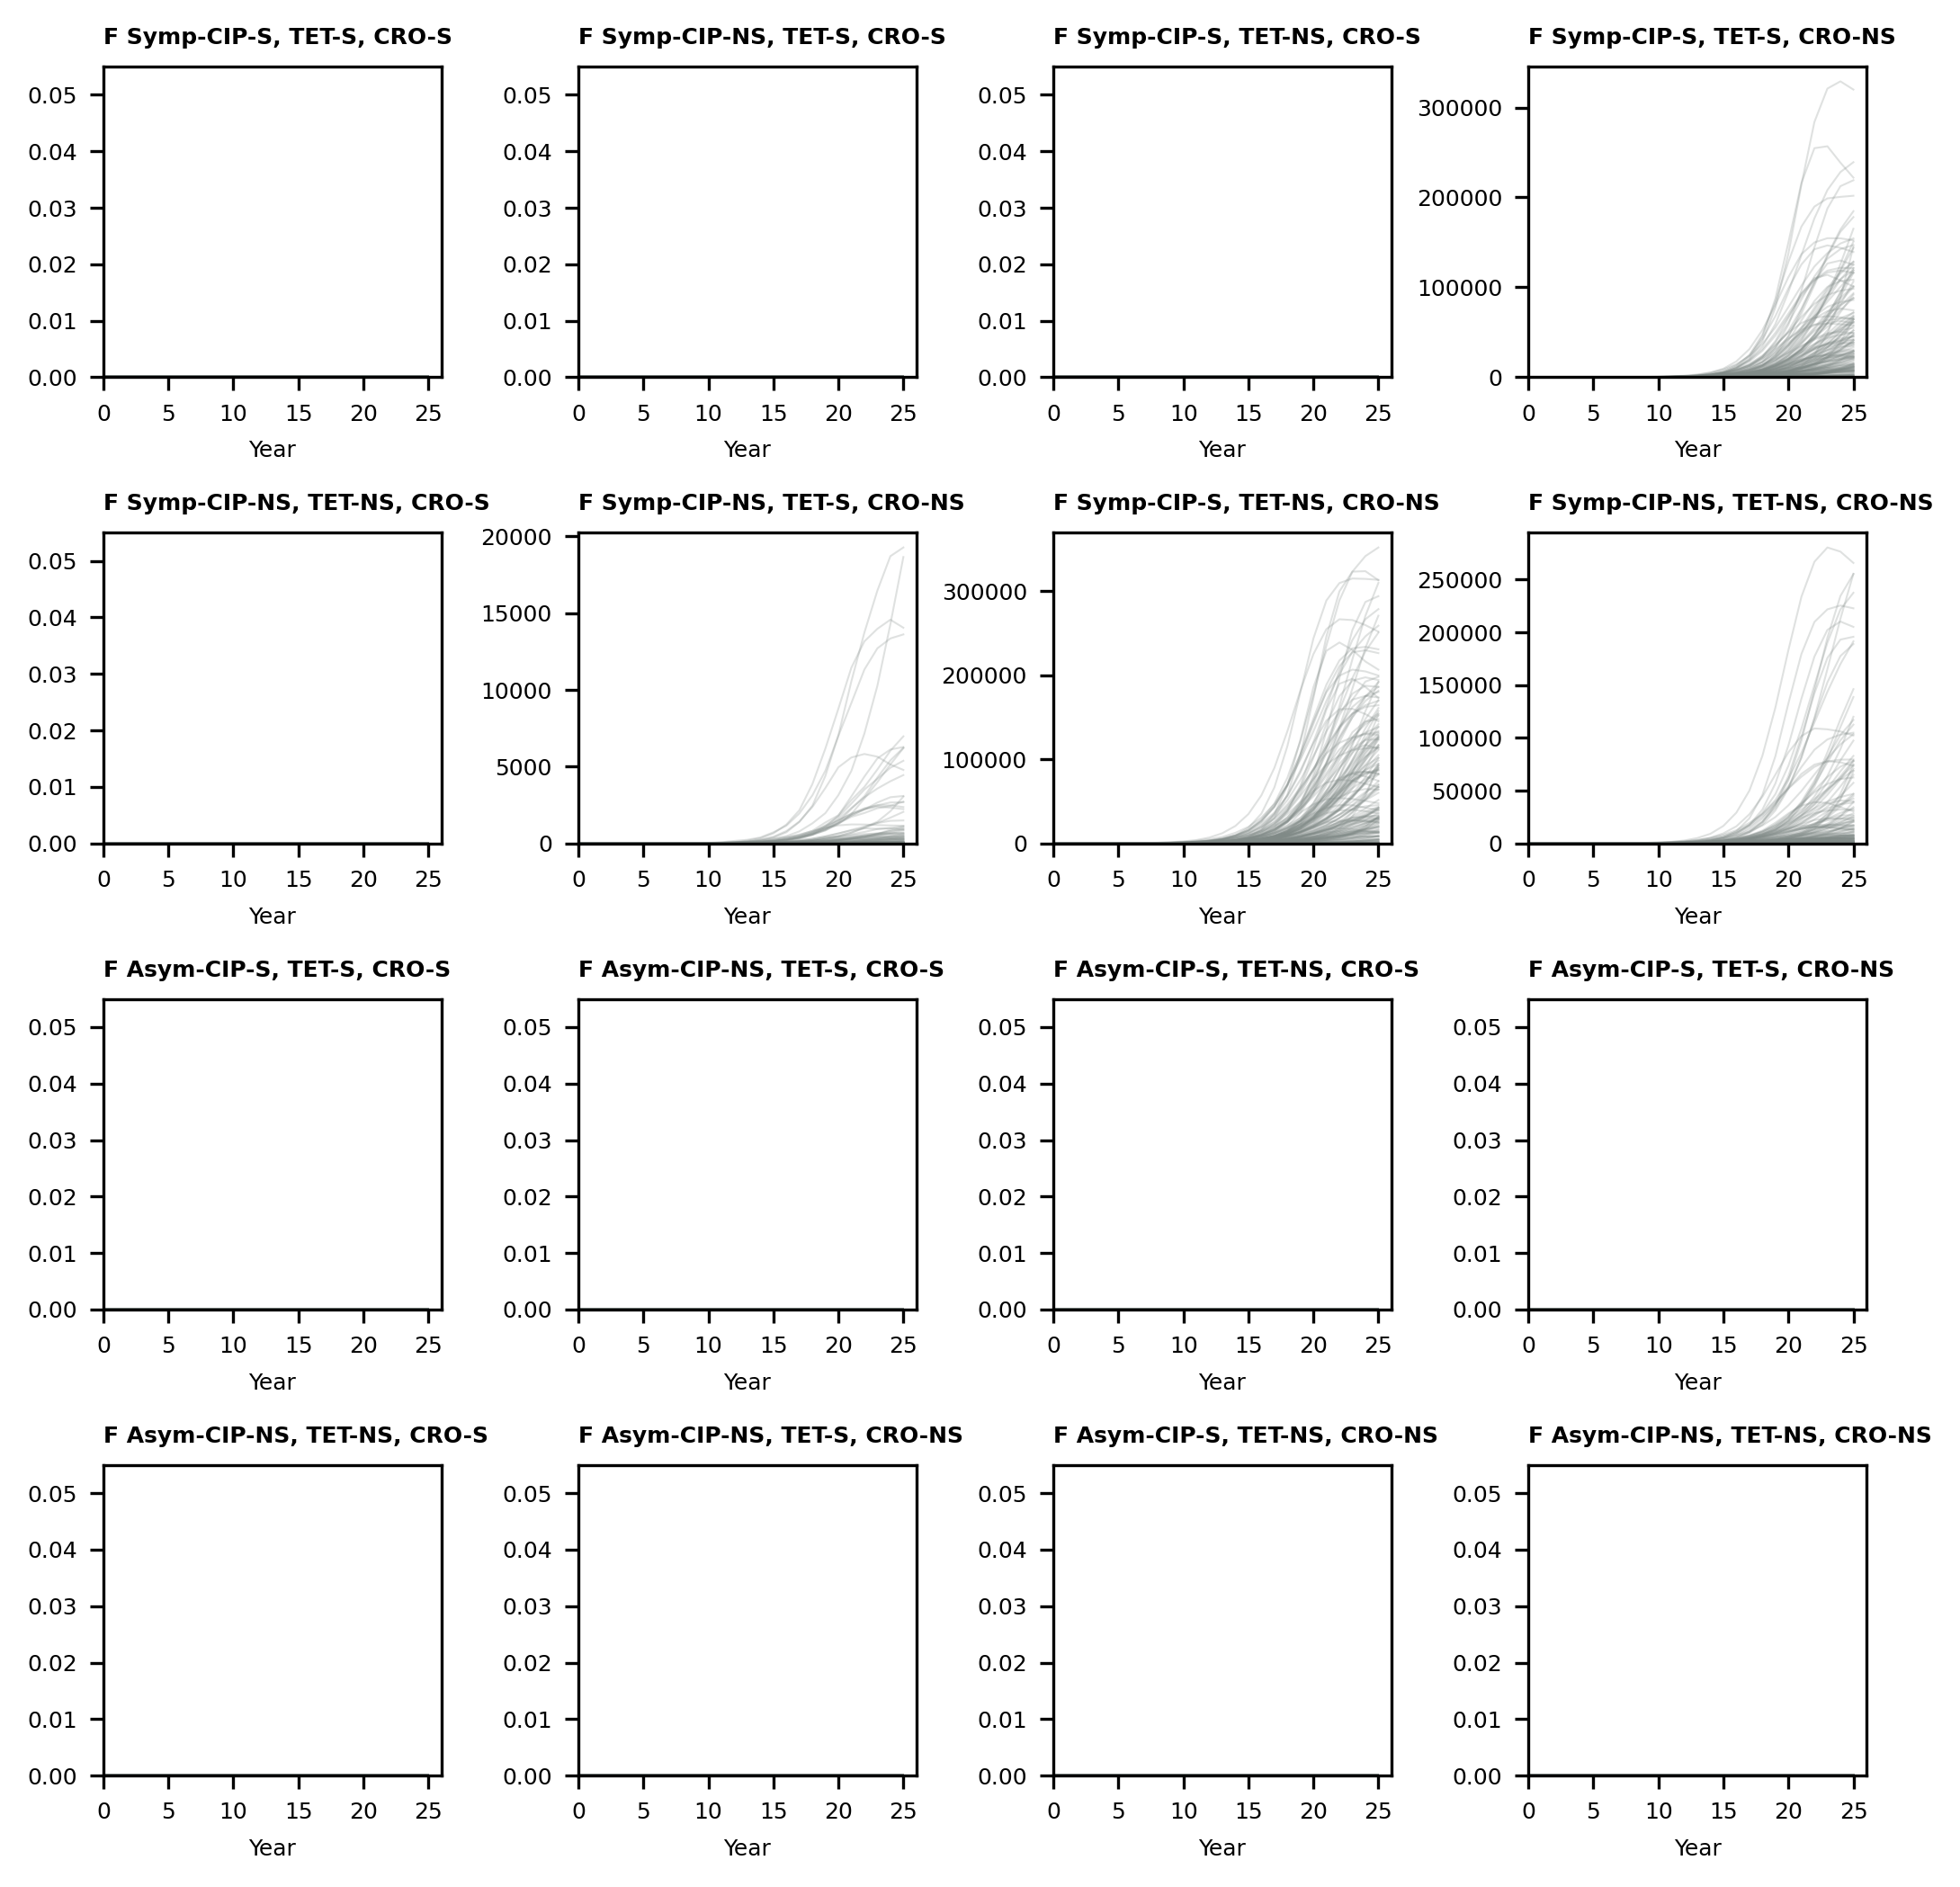 F Symp-CIP-S, TET-S, CRO-S
0.05
0.04
0.03
0.02
0.01
0.00
0 5 10 15 20 25
Year
F Symp-CIP-NS, TET-S, CRO-S
0.05
0.04
0.03
0.02
0.01
0.00
0 5 10 15 20 25
Year
F Symp-CIP-S, TET-NS, CRO-S
0.05
0.04
0.03
0.02
0.01
0.00
0 5 10 15 20 25
Year
F Symp-CIP-S, TET-S, CRO-NS
300000
200000
100000
0
0 5 10 15 20 25
Year
F Symp-CIP-NS, TET-NS, CRO-S
0.05
0.04
0.03
0.02
0.01
0.00
0 5 10 15 20 25
Year
F Symp-CIP-NS, TET-S, CRO-NS
20000
15000
10000
5000
0
0 5 10 15 20 25
Year
F Symp-CIP-S, TET-NS, CRO-NS
300000
200000
100000
0
0 5 10 15 20 25
Year
F Symp-CIP-NS, TET-NS, CRO-NS
250000
200000
150000
100000
50000
0
0 5 10 15 20 25
Year
F Asym-CIP-S, TET-S, CRO-S
0.05
0.04
0.03
0.02
0.01
0.00
0 5 10 15 20 25
Year
F Asym-CIP-NS, TET-S, CRO-S
0.05
0.04
0.03
0.02
0.01
0.00
0 5 10 15 20 25
Year
F Asym-CIP-S, TET-NS, CRO-S
0.05
0.04
0.03
0.02
0.01
0.00
0 5 10 15 20 25
Year
F Asym-CIP-S, TET-S, CRO-NS
0.05
0.04
0.03
0.02
0.01
0.00
0 5 10 15 20 25
Year
F Asym-CIP-NS, TET-NS, CRO-S
0.05
0.04
0.03
0.02
0.01
0.00
0 5 10 15 20 25
Year
F Asym-CIP-NS, TET-S, CRO-NS
0.05
0.04
0.03
0.02
0.01
0.00
0 5 10 15 20 25
Year
F Asym-CIP-S, TET-NS, CRO-NS
0.05
0.04
0.03
0.02
0.01
0.00
0 5 10 15 20 25
Year
F Asym-CIP-NS, TET-NS, CRO-NS
0.05
0.04
0.03
0.02
0.01
0.00
0 5 10 15 20 25
Year